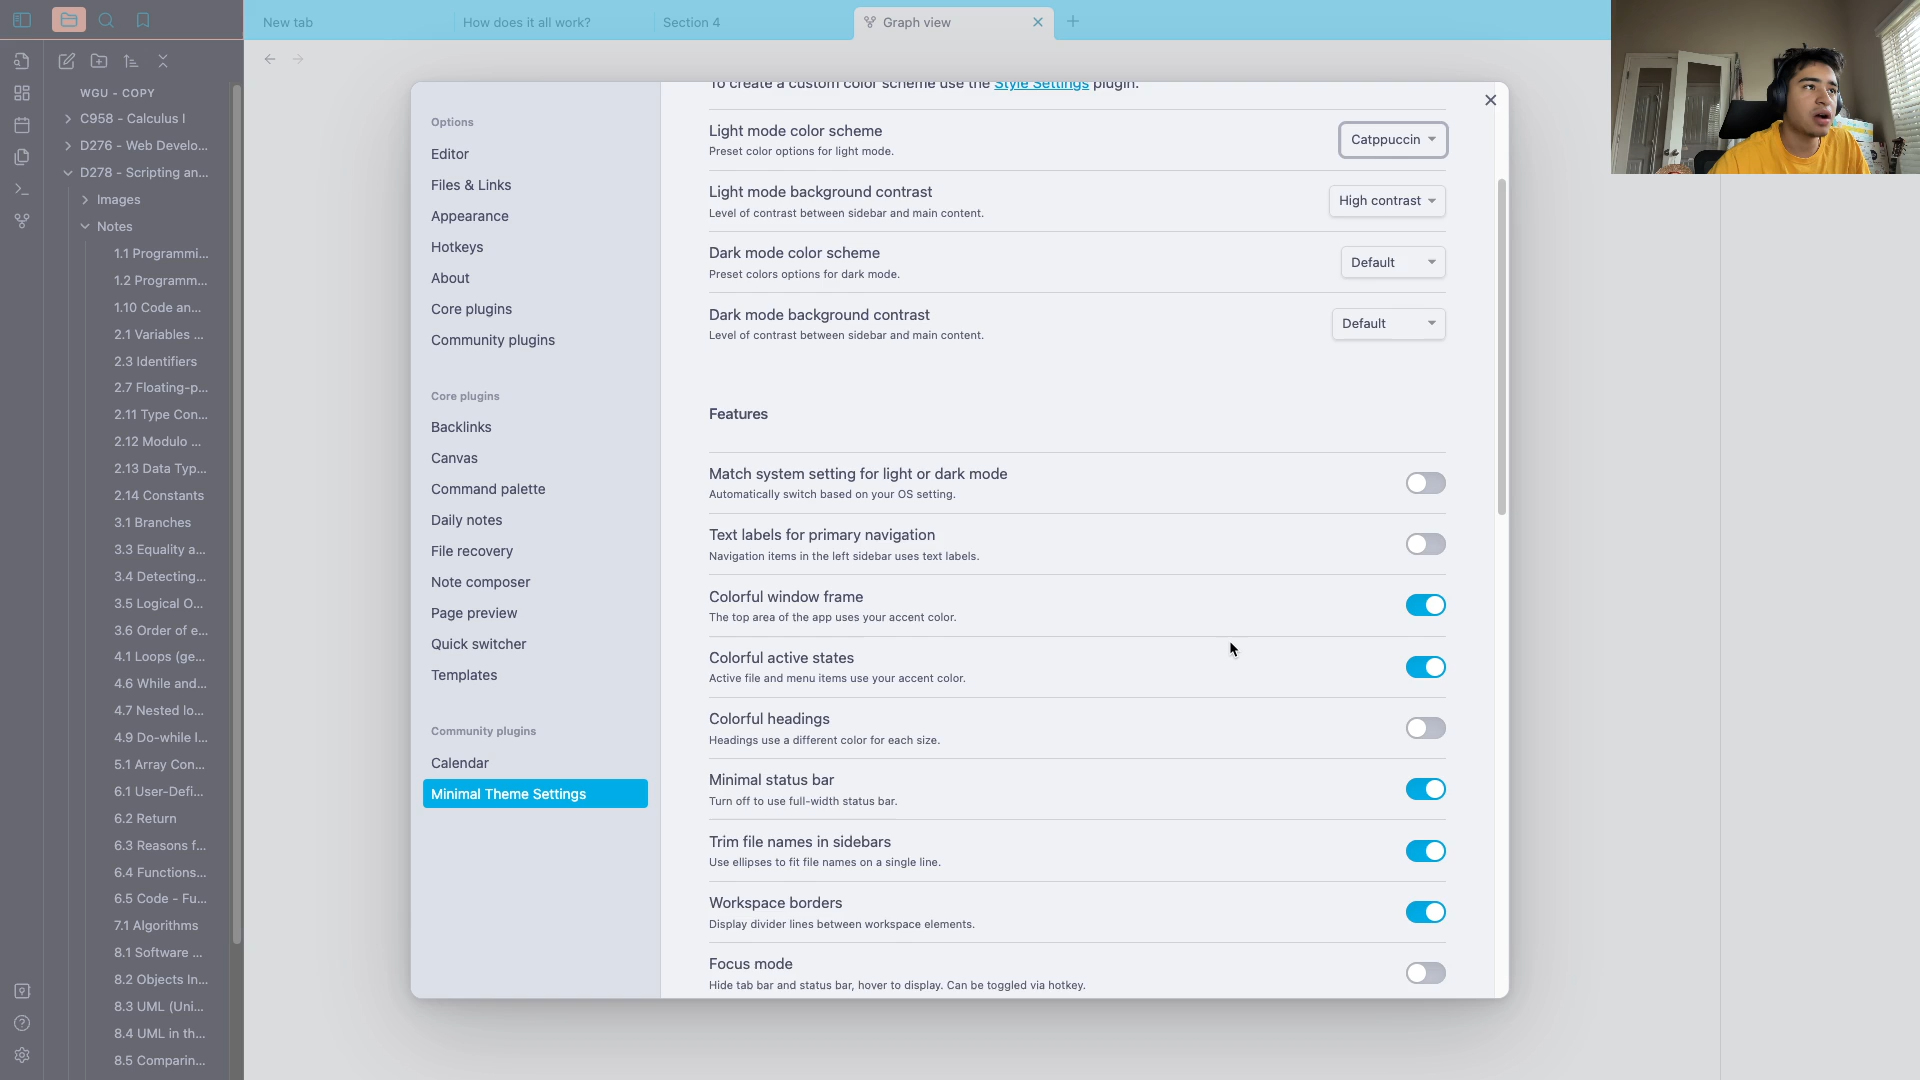 New tab
How does it all work?
Section 4
Graph view
WGU - COPY
C958 - Calculus I
D276 - Web Develo...
D278 - Scripting an...
Images
Notes
1.1 Programmi...
1.2 Programm...
1.10 Code an...
2.1 Variables ...
2.3 Identifiers
2.7 Floating-p...
2.11 Type Con...
2.12 Modulo ...
2.13 Data Typ...
2.14 Constants
3.1 Branches
3.3 Equality a...
3.4 Detecting...
3.5 Logical O...
3.6 Order of e...
4.1 Loops (ge...
4.6 While and...
4.7 Nested lo...
4.9 Do-while l...
5.1 Array Con...
6.1 User-Defi...
6.2 Return
6.3 Reasons f...
6.4 Functions...
6.5 Code - Fu...
7.1 Algorithms
8.1 Software ...
8.2 Objects In...
8.3 UML (Uni...
8.4 UML in th...
8.5 Comparin...
Options
Editor
Files & Links
Appearance
Hotkeys
About
Core plugins
Community plugins
Core plugins
Backlinks
Canvas
Command palette
Daily notes
File recovery
Note composer
Page preview
Quick switcher
Templates
Community plugins
Calendar
Minimal Theme Settings
To create a custom color scheme use the Style Settings plugin.
Light mode color scheme
Preset color options for light mode.
Catppuccin
Light mode background contrast
Level of contrast between sidebar and main content.
High contrast
Dark mode color scheme
Preset colors options for dark mode.
Default
Dark mode background contrast
Level of contrast between sidebar and main content.
Default
Features
Match system setting for light or dark mode
Automatically switch based on your OS setting.
Text labels for primary navigation
Navigation items in the left sidebar uses text labels.
Colorful window frame
The top area of the app uses your accent color.
Colorful active states
Active file and menu items use your accent color.
Colorful headings
Headings use a different color for each size.
Minimal status bar
Turn off to use full-width status bar.
Trim file names in sidebars
Use ellipses to fit file names on a single line.
Workspace borders
Display divider lines between workspace elements.
Focus mode
Hide tab bar and status bar, hover to display. Can be toggled via hotkey.